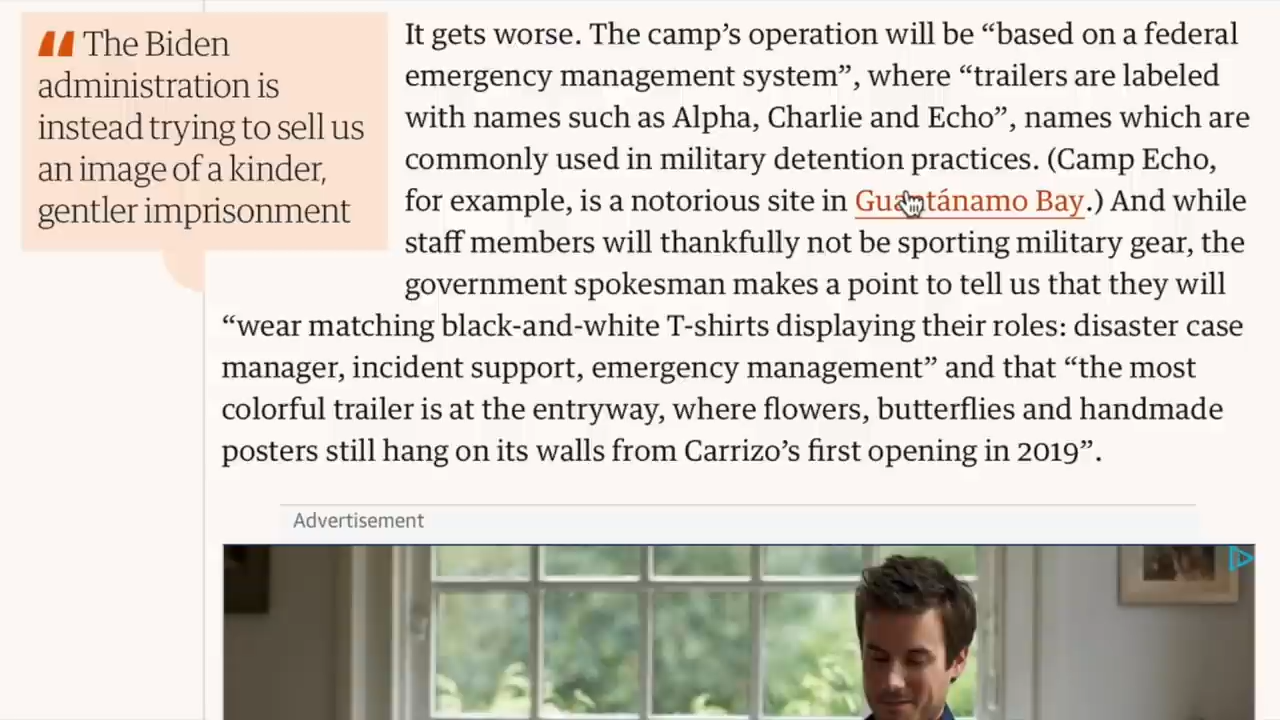 “ The Biden
administration is
instead trying to sell us
an image of a kinder,
gentler imprisonment
It gets worse. The camp’s operation will be “based on a federal
emergency management system”, where “trailers are labeled
with names such as Alpha, Charlie and Echo”, names which are
commonly used in military detention practices. (Camp Echo,
for example, is a notorious site in Guantánamo Bay.) And while
staff members will thankfully not be sporting military gear, the
government spokesman makes a point to tell us that they will
“wear matching black-and-white T-shirts displaying their roles: disaster case
manager, incident support, emergency management” and that “the most
colorful trailer is at the entryway, where flowers, butterflies and handmade
posters still hang on its walls from Carrizo’s first opening in 2019”.
Advertisement